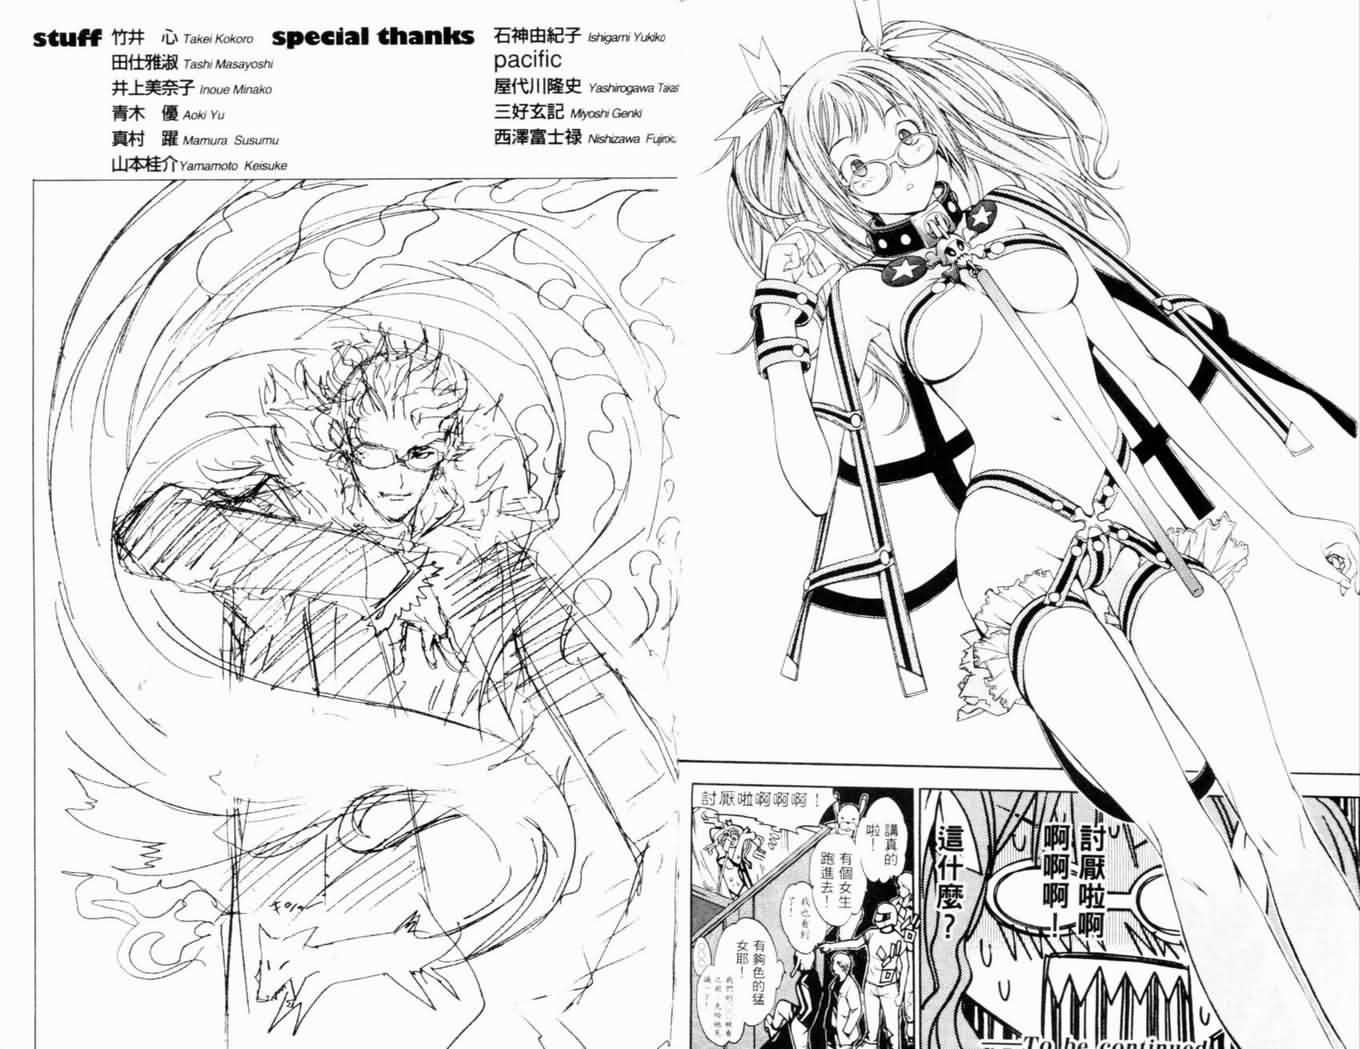 stuff 竹井　心 Takei Kokoro
田仕雅淑 Tashi Masayoshi
井上美奈子 Inoue Minako
青木　優 Aoki Yu
真村　躍 Mamura Susumu
山本桂介 Yamamoto Keisuke
special thanks 石神由紀子 Ishigami Yukiko
pacific
屋代川隆史 Yashirogawa
三好玄記 Miyoshi Genki
西澤富士禄 Nishizawa
討厭啦啊啊啊！
講真的
啦！
有個女生
跑進去！
我也看到
了！
有夠色的猛
女耶！
討厭啦啊
啊啊啊！
這什麼？
To be continued